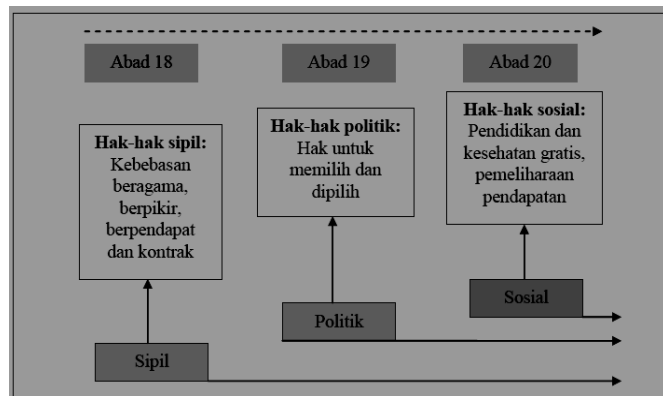 Abad 18
Abad 19
Abad 20
Hak-hak sipil:
Kebebasan
beragama,
berpikir,
berpendapat
dan kontrak
Hak-hak politik:
Hak untuk
memilih dan
dipilih
Hak-hak sosial:
Pendidikan dan
kesehatan gratis,
pemeliharaan
pendapatan
Sosial
Politik
Sipil